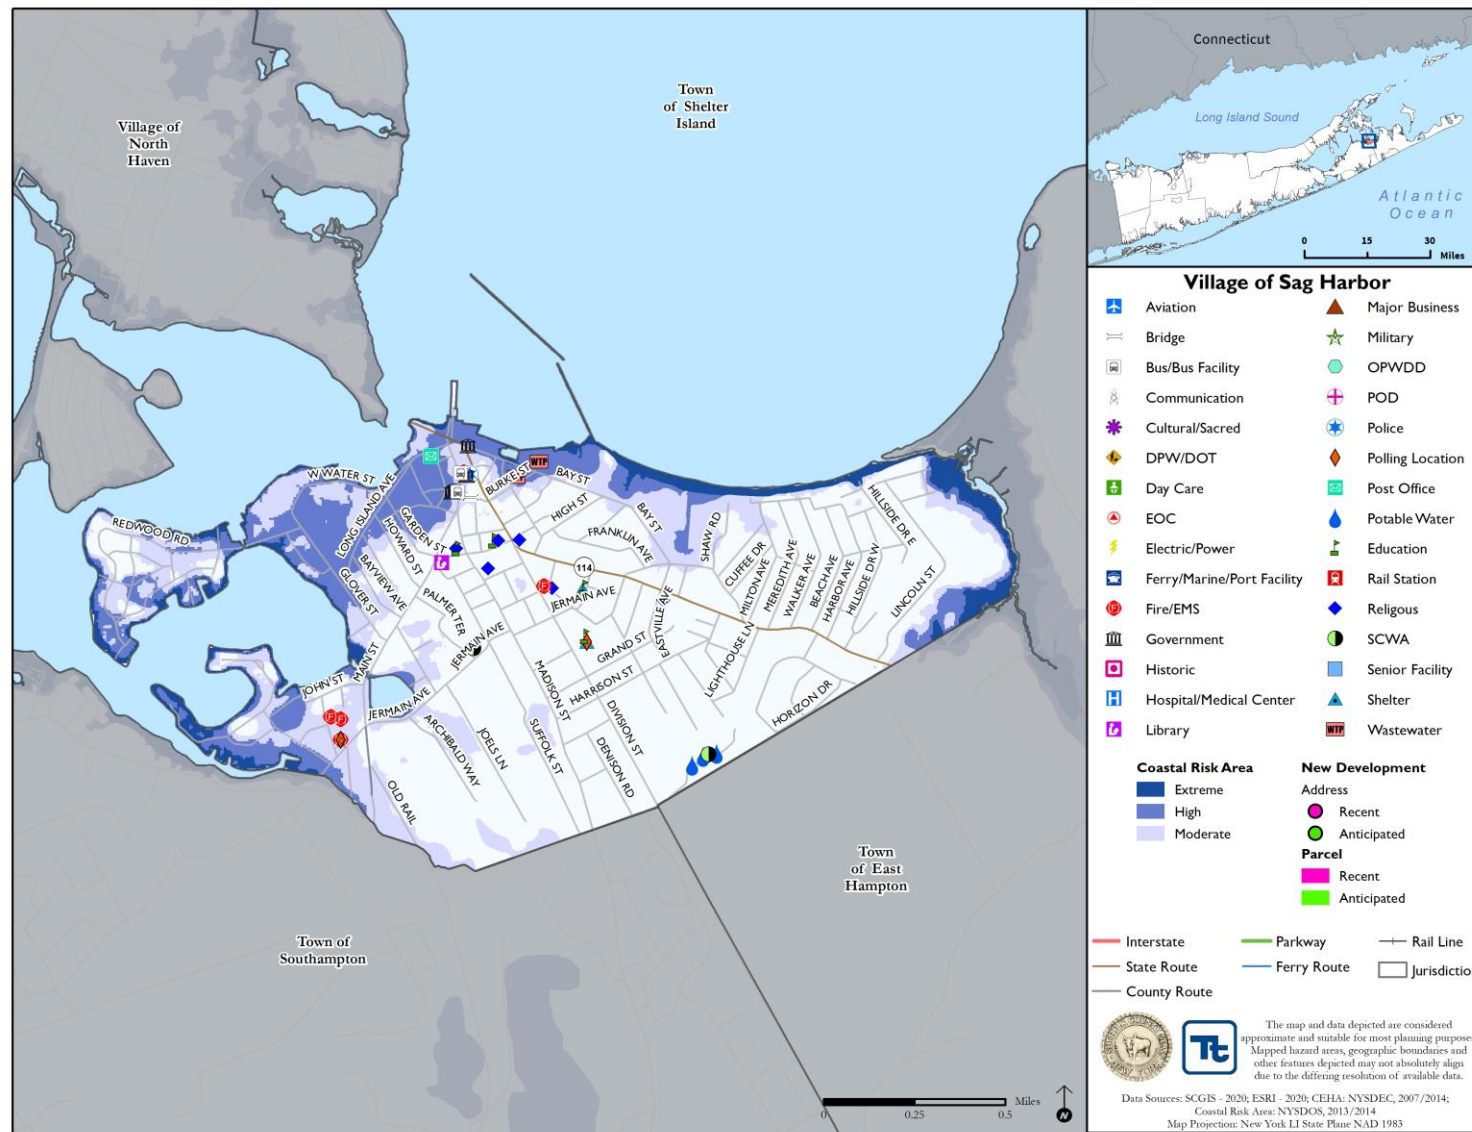 Village of
North
Haven
Town
of Shelter
Island
W WATER ST
LONG ISLAND AVE
REDWOOD RD
GARDEN ST
HOWARD ST
BAYVIEW AVE
GLOVER ST
BURKE ST
BAY ST
HIGH ST
BAY ST
FRANKLIN AVE
SHAW RD
HILLSIDE DR E
CUFFEE DR
MILTON AVE
MEREDITH AVE
WALKER AVE
BEACH AVE
HARBOR AVE
HILLSIDE DR W
LINCOLN ST
114
PALMER TER
JERMAIN AVE
JERMAIN AVE
GRAND ST
EASTVILLE AVE
HARRISON ST
LIGHTHOUSE LN
HORIZON DR
MAIN ST
JOHN ST
JERMAIN AVE
MADISON ST
DIVISION ST
ARCHIBALD WAY
JOELS LN
SUFFOLK ST
DENISON RD
OLD RAIL
WTP
Town
of East
Hampton
Town of
Southampton
Miles
0 0.25 0.5
N
Connecticut
Long Island Sound
Atlantic
Ocean
0 15 30
Miles
Village of Sag Harbor
Aviation Major Business
Bridge Military
Bus/Bus Facility OPWDD
Communication POD
Cultural/Sacred Police
DPW/DOT Polling Location
Day Care Post Office
EOC Potable Water
Electric/Power Education
Ferry/Marine/Port Facility Rail Station
Fire/EMS Religous
Government SCWA
Historic Senior Facility
Hospital/Medical Center Shelter
Library WTP Wastewater
Coastal Risk Area New Development
Extreme Address
High Recent
Moderate Anticipated
Parcel
Recent
Anticipated
Interstate Parkway Rail Line
State Route Ferry Route Jurisdictio
County Route
Tt
The map and data depicted are considered
approximate and suitable for most planning purpose
Mapped hazard areas, geographic boundaries and
other features depicted may not absolutely align
due to the differing resolution of available data.
Data Sources: SCGIS - 2020; ESRI - 2020; CEHA: NYSDEC, 2007/2014;
Coastal Risk Area: NYSDOS, 2013/2014
Map Projection: New York LI State Plane NAD 1983